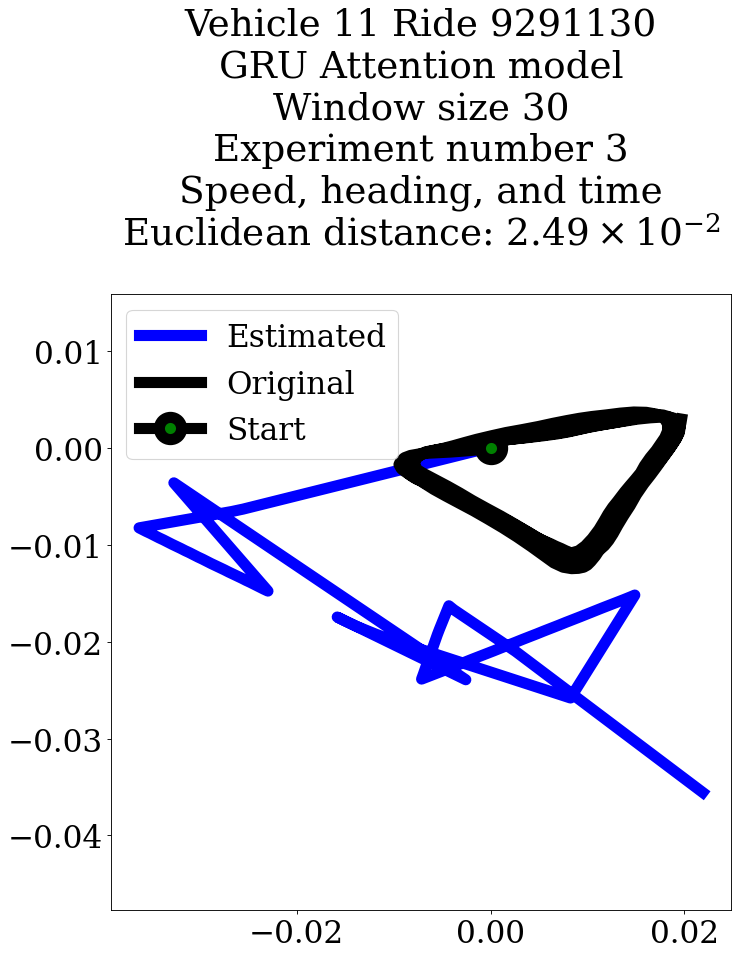 Vehicle 11 Ride 9291130
GRU Attention model
Window size 30
Experiment number 3
Speed, heading, and time
Euclidean distance: 2.49 × 10⁻²
Estimated
Original
Start
0.01
0.00
−0.01
−0.02
−0.03
−0.04
−0.02 0.00 0.02